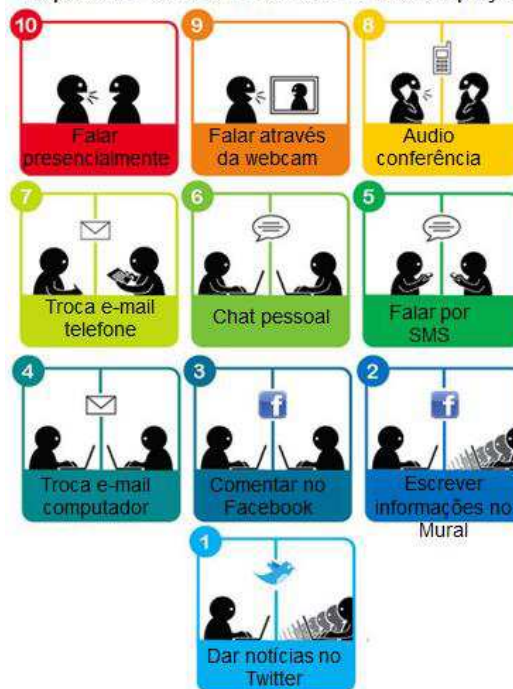 10
Falar
presencialmente
9
Falar através
da webcam
8
Audio
conferência
7
Troca e-mail
telefone
6
Chat pessoal
5
Falar por
SMS
4
Troca e-mail
computador
3
f
Comentar no
Facebook
2
f
Escrever
informações no
Mural
1
Dar notícias no
Twitter